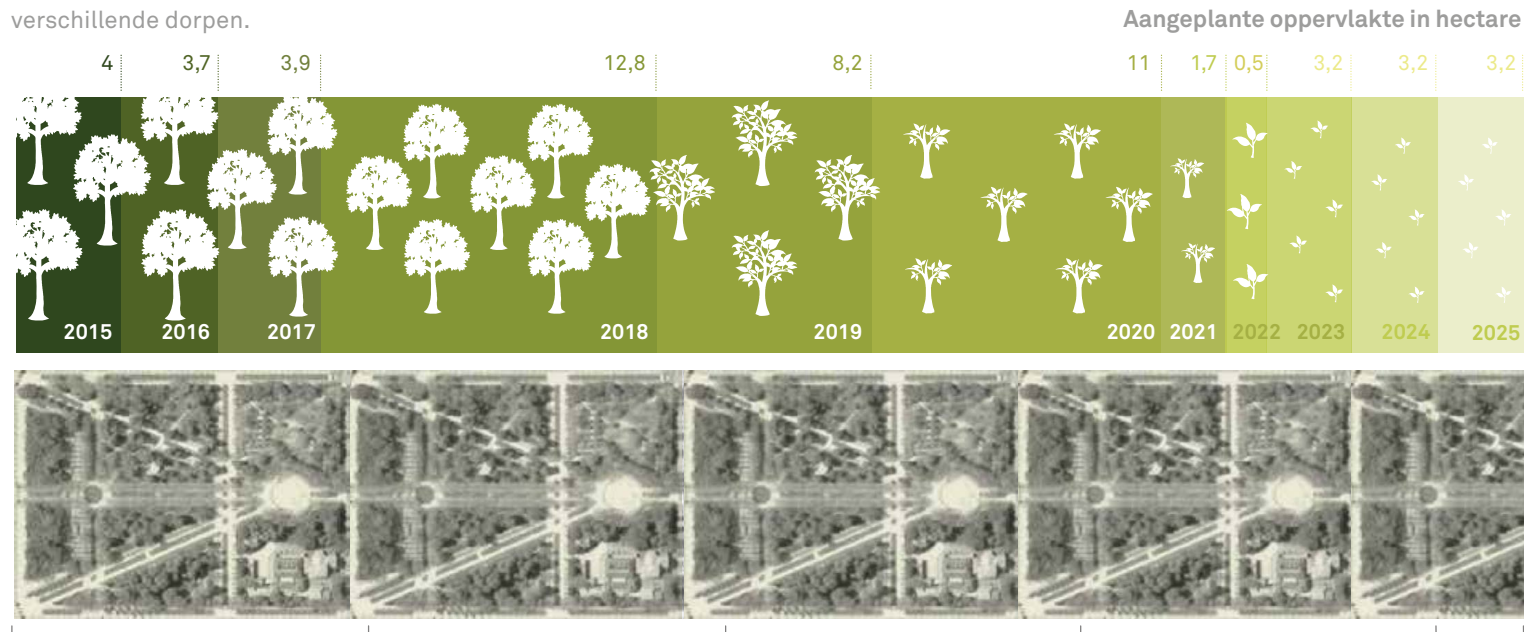 verschillende dorpen.
Aangeplante oppervlakte in hectare
4 3,7 3,9 12,8 8,2 11 1,7 0,5 3,2 3,2 3,2
2015 2016 2017 2018 2019 2020 2021 2022 2023 2024 2025